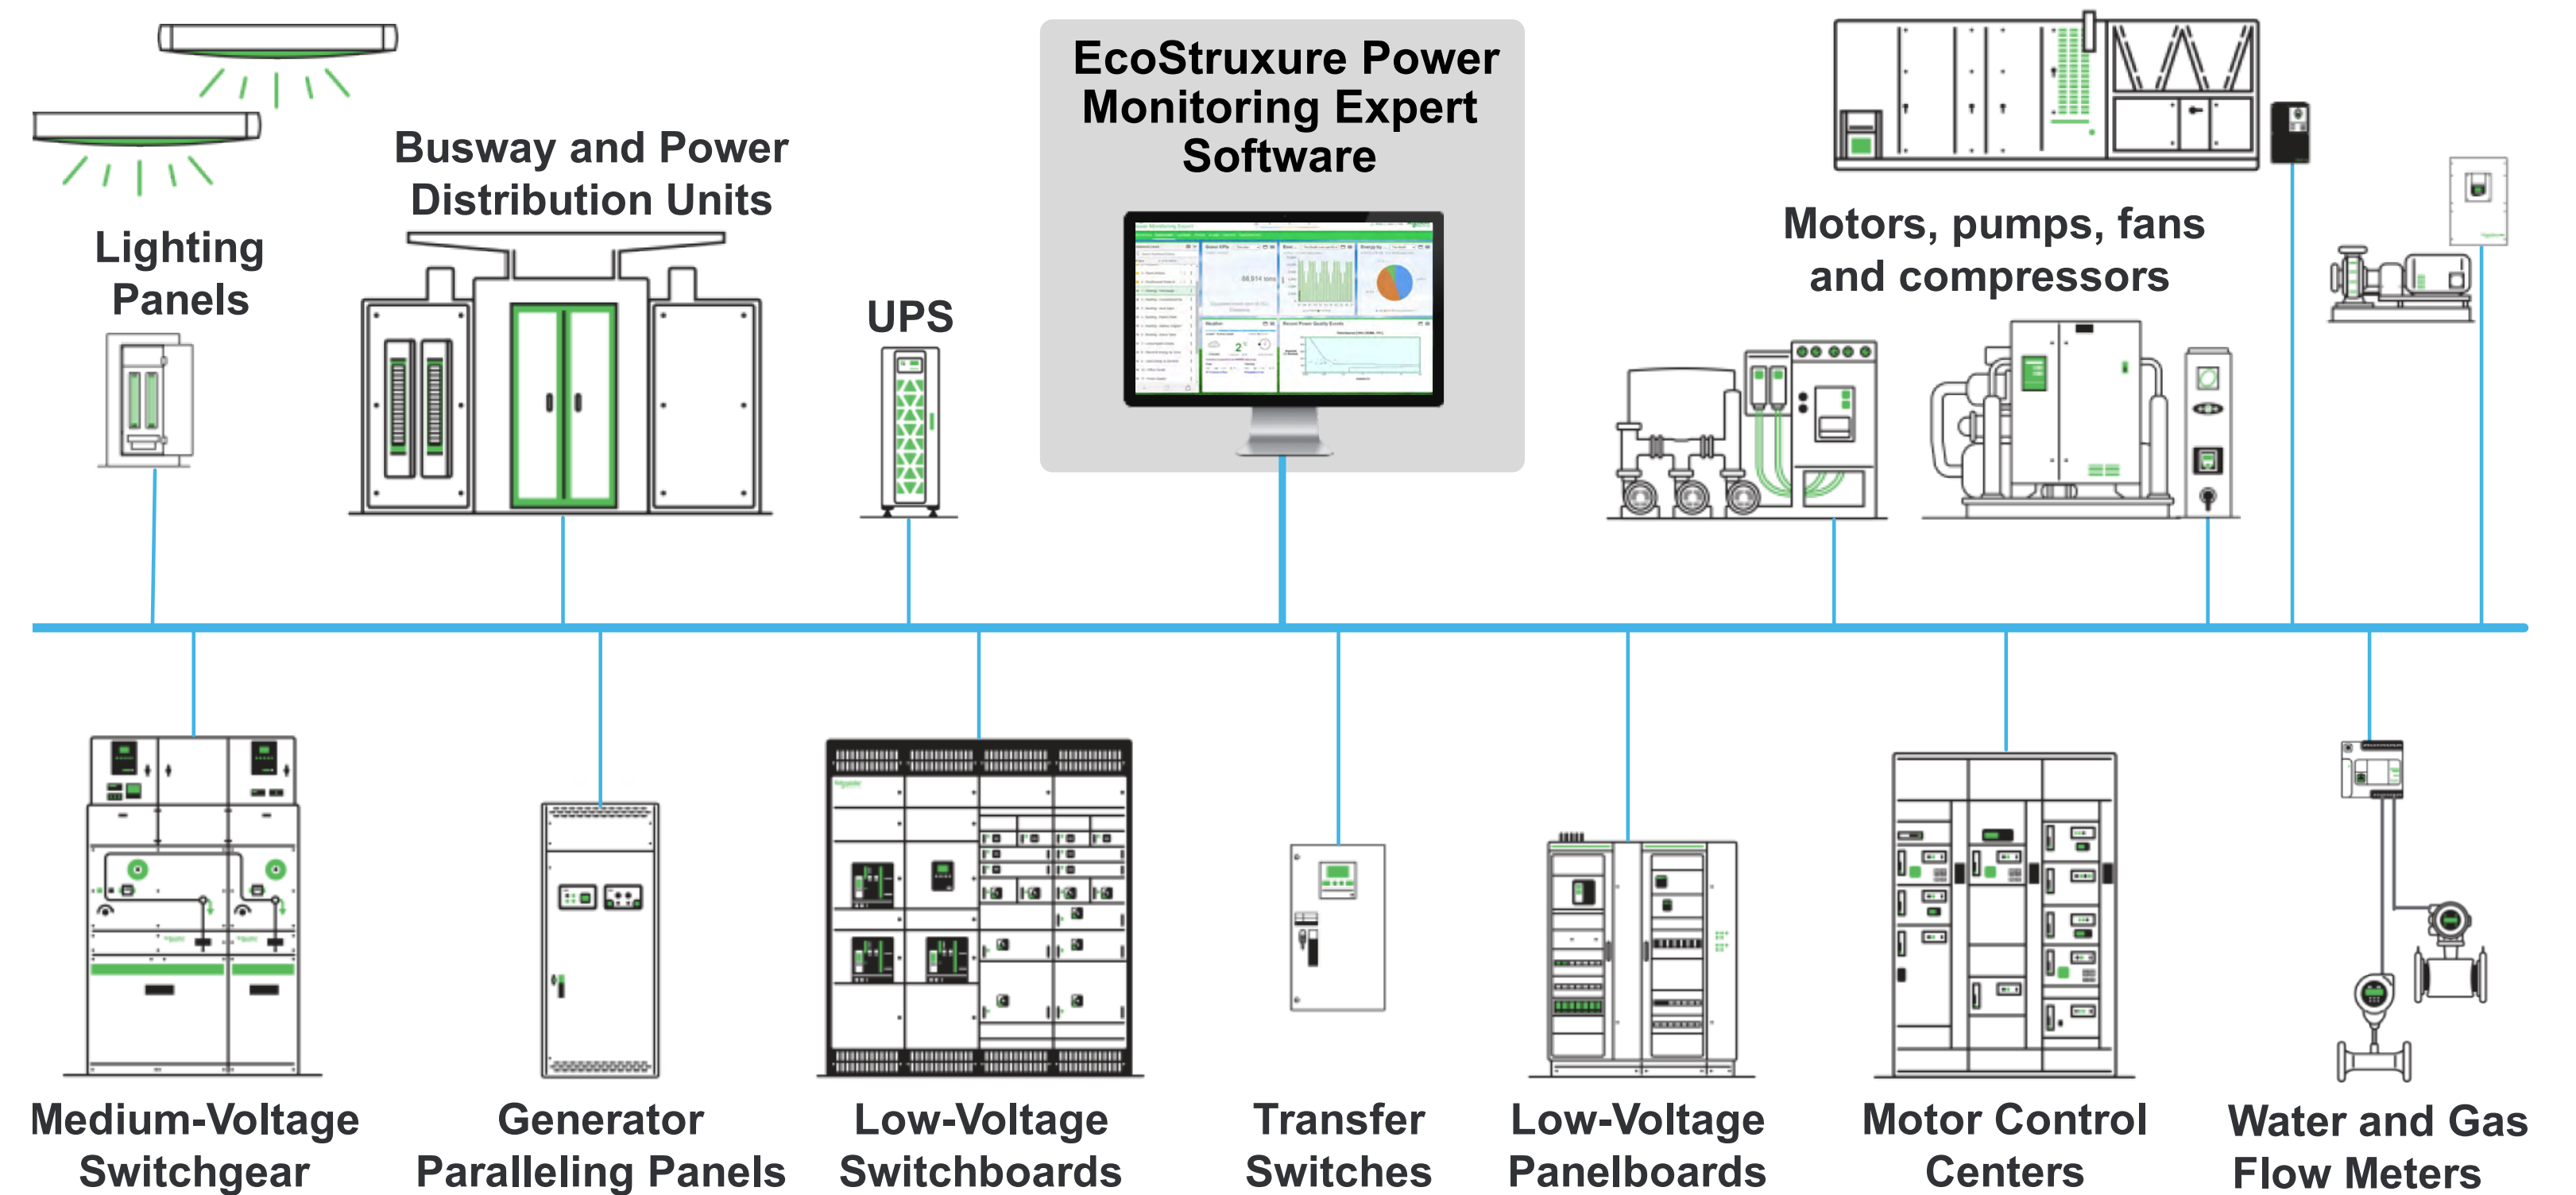 EcoStruxure Power
Monitoring Expert
Software
Busway and Power
Distribution Units
Lighting
Panels
UPS
Motors, pumps, fans
and compressors
Medium-Voltage
Switchgear
Generator
Paralleling Panels
Low-Voltage
Switchboards
Transfer
Switches
Low-Voltage
Panelboards
Motor Control
Centers
Water and Gas
Flow Meters